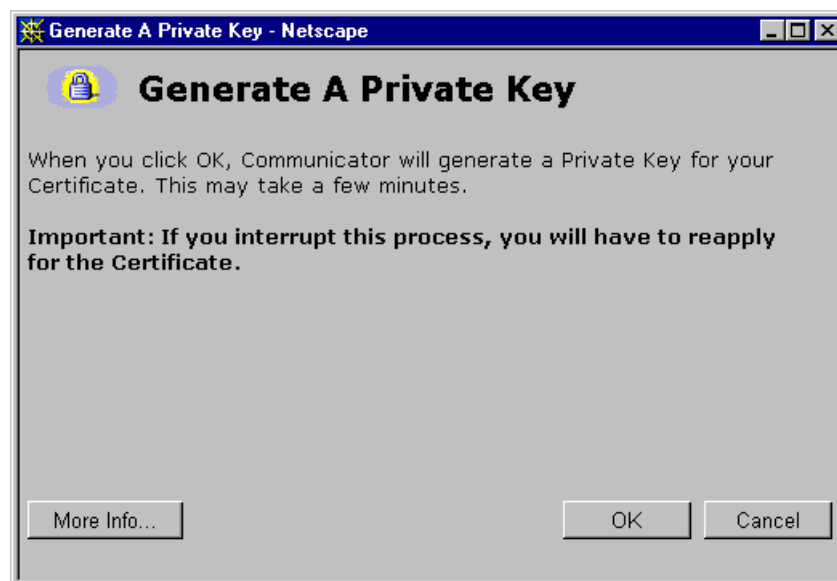 Generate A Private Key - Netscape
Generate A Private Key
When you click OK, Communicator will generate a Private Key for your
Certificate. This may take a few minutes.
Important: If you interrupt this process, you will have to reapply
for the Certificate.
More Info... OK Cancel